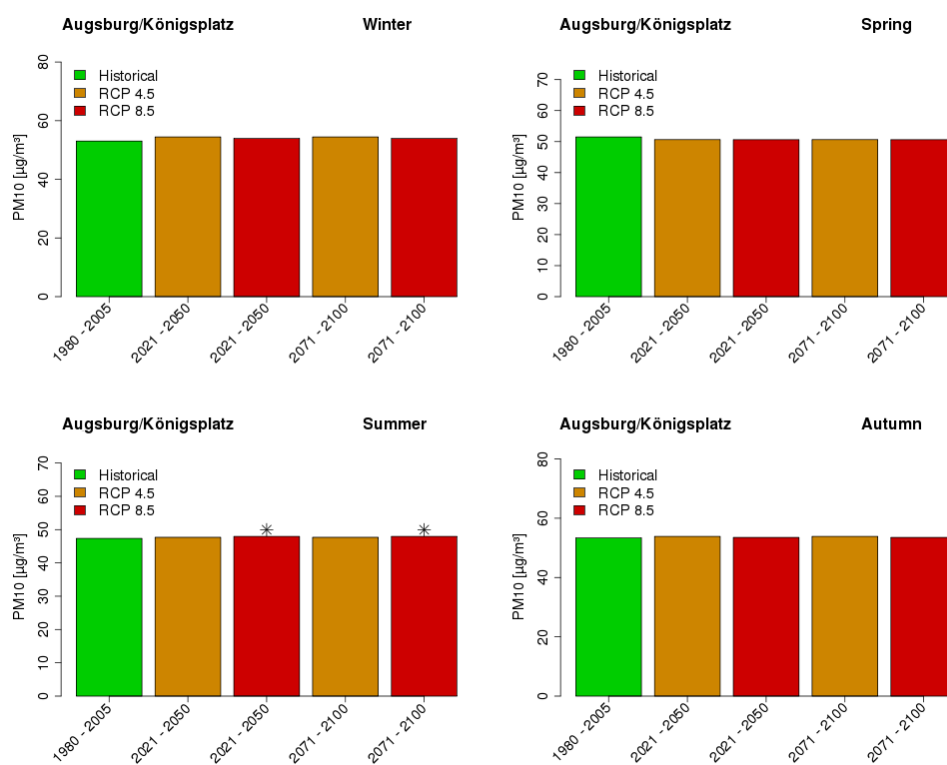 Augsburg/Königsplatz Winter
80
60
40
20
0
PM10 [µg/m³]
Historical
RCP 4.5
RCP 8.5
1980 - 2005
2021 - 2050
2021 - 2050
2071 - 2100
2071 - 2100
Augsburg/Königsplatz Spring
70
60
50
40
30
20
10
0
PM10 [µg/m³]
Historical
RCP 4.5
RCP 8.5
1980 - 2005
2021 - 2050
2021 - 2050
2071 - 2100
2071 - 2100
Augsburg/Königsplatz Summer
70
60
50
40
30
20
10
0
PM10 [µg/m³]
Historical
RCP 4.5
RCP 8.5
1980 - 2005
2021 - 2050
2021 - 2050
2071 - 2100
2071 - 2100
Augsburg/Königsplatz Autumn
80
60
40
20
0
PM10 [µg/m³]
Historical
RCP 4.5
RCP 8.5
1980 - 2005
2021 - 2050
2021 - 2050
2071 - 2100
2071 - 2100